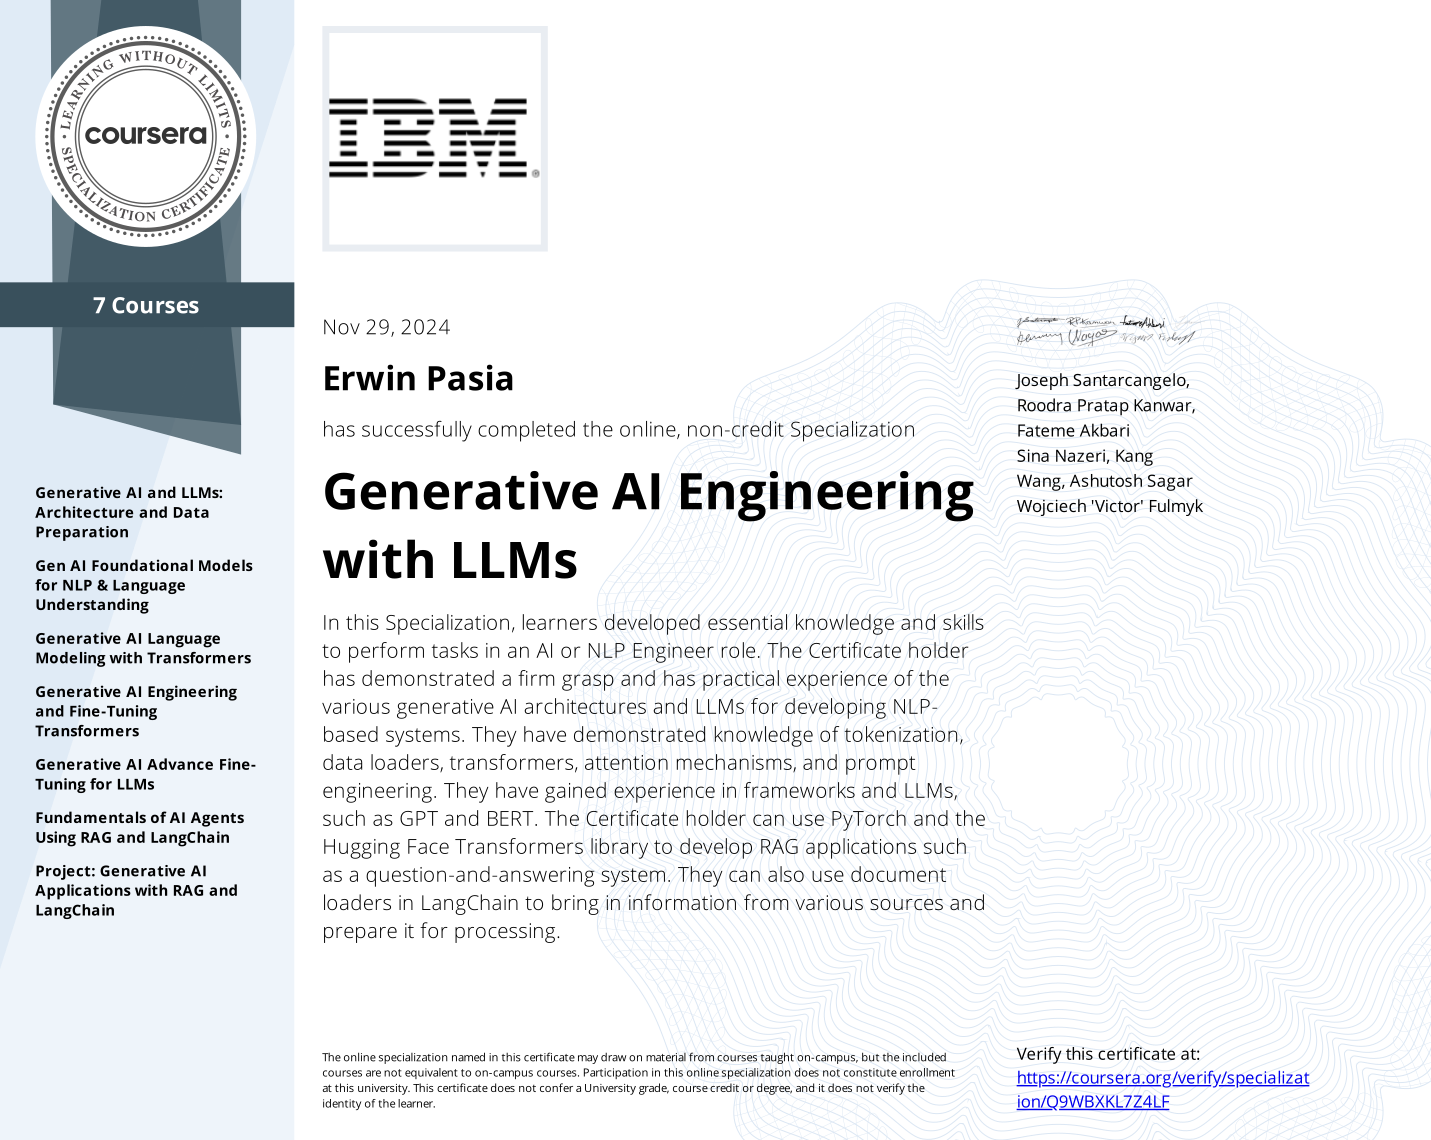 LEARNING WITHOUT LIMITS
coursera
SPECIALIZATION CERTIFICATE
7 Courses
Generative AI and LLMs:
Architecture and Data
Preparation
Gen AI Foundational Models
for NLP & Language
Understanding
Generative AI Language
Modeling with Transformers
Generative AI Engineering
and Fine-Tuning
Transformers
Generative AI Advance Fine-
Tuning for LLMs
Fundamentals of AI Agents
Using RAG and LangChain
Project: Generative AI
Applications with RAG and
LangChain
IBM®
Nov 29, 2024
Erwin Pasia
has successfully completed the online, non-credit Specialization
Generative AI Engineering
with LLMs
In this Specialization, learners developed essential knowledge and skills
to perform tasks in an AI or NLP Engineer role. The Certificate holder
has demonstrated a firm grasp and has practical experience of the
various generative AI architectures and LLMs for developing NLP-
based systems. They have demonstrated knowledge of tokenization,
data loaders, transformers, attention mechanisms, and prompt
engineering. They have gained experience in frameworks and LLMs,
such as GPT and BERT. The Certificate holder can use PyTorch and the
Hugging Face Transformers library to develop RAG applications such
as a question-and-answering system. They can also use document
loaders in LangChain to bring in information from various sources and
prepare it for processing.
Joseph Santarcangelo,
Roodra Pratap Kanwar,
Fateme Akbari
Sina Nazeri, Kang
Wang, Ashutosh Sagar
Wojciech 'Victor' Fulmyk
The online specialization named in this certificate may draw on material from courses taught on-campus, but the included
courses are not equivalent to on-campus courses. Participation in this online specialization does not constitute enrollment
at this university. This certificate does not confer a University grade, course credit or degree, and it does not verify the
identity of the learner.
Verify this certificate at:
https://coursera.org/verify/specializat
ion/Q9WBXKL7Z4LF